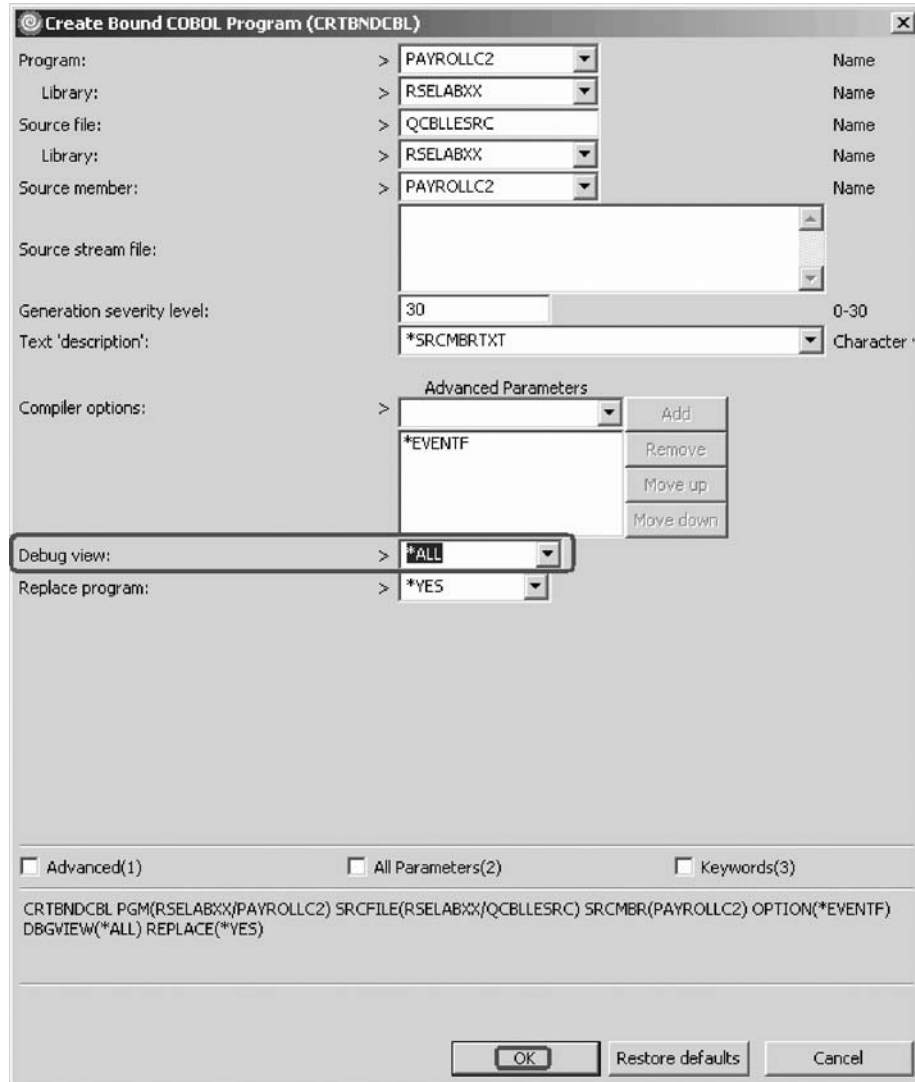 Create Bound COBOL Program (CRTBNDCBL)
Program: > PAYROLLC2 Name
Library: > RSELABXX Name
Source file: > QCBLLESRC Name
Library: > RSELABXX Name
Source member: > PAYROLLC2 Name
Source stream file:
Generation severity level: 30 0-30
Text 'description': *SRCMBRTXT Character
Advanced Parameters
Compiler options: > Add
*EVENTF Remove
Move up
Move down
Debug view: > *ALL
Replace program: > *YES
Advanced(1) All Parameters(2) Keywords(3)
CRTBNDCBL PGM(RSELABXX/PAYROLLC2) SRCFILE(RSELABXX/QCBLLESRC) SRCMBR(PAYROLLC2) OPTION(*EVENTF)
DBGVIEW(*ALL) REPLACE(*YES)
OK Restore defaults Cancel